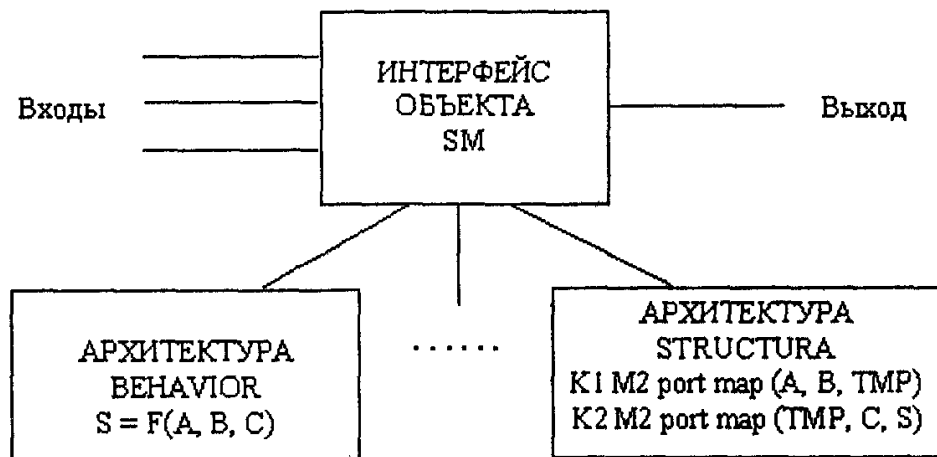 ИНТЕРФЕЙС
ОБЪЕКТА
SM
Входы
Выход
АРХИТЕКТУРА
BEHAVIOR
S = F(A, B, C)
......
АРХИТЕКТУРА
STRUCTURA
K1 M2 port map (A, B, TMP)
K2 M2 port map (TMP, C, S)